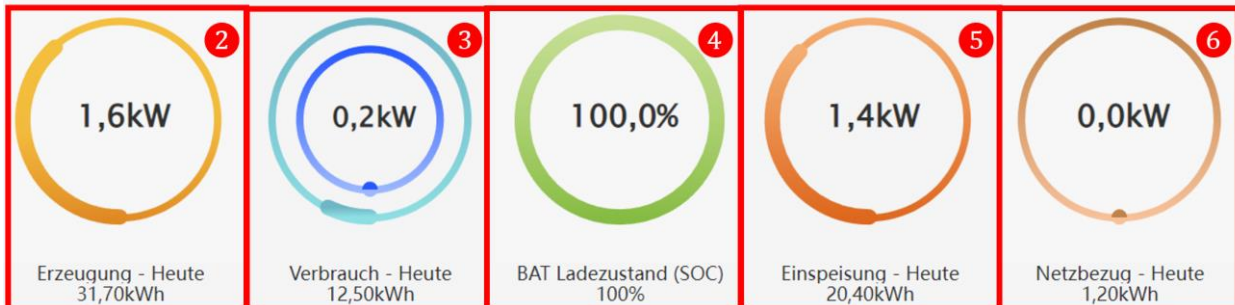 2
1,6kW
Erzeugung - Heute
31,70kWh
3
0,2kW
Verbrauch - Heute
12,50kWh
4
100,0%
BAT Ladezustand (SOC)
100%
5
1,4kW
Einspeisung - Heute
20,40kWh
6
0,0kW
Netzbezug - Heute
1,20kWh